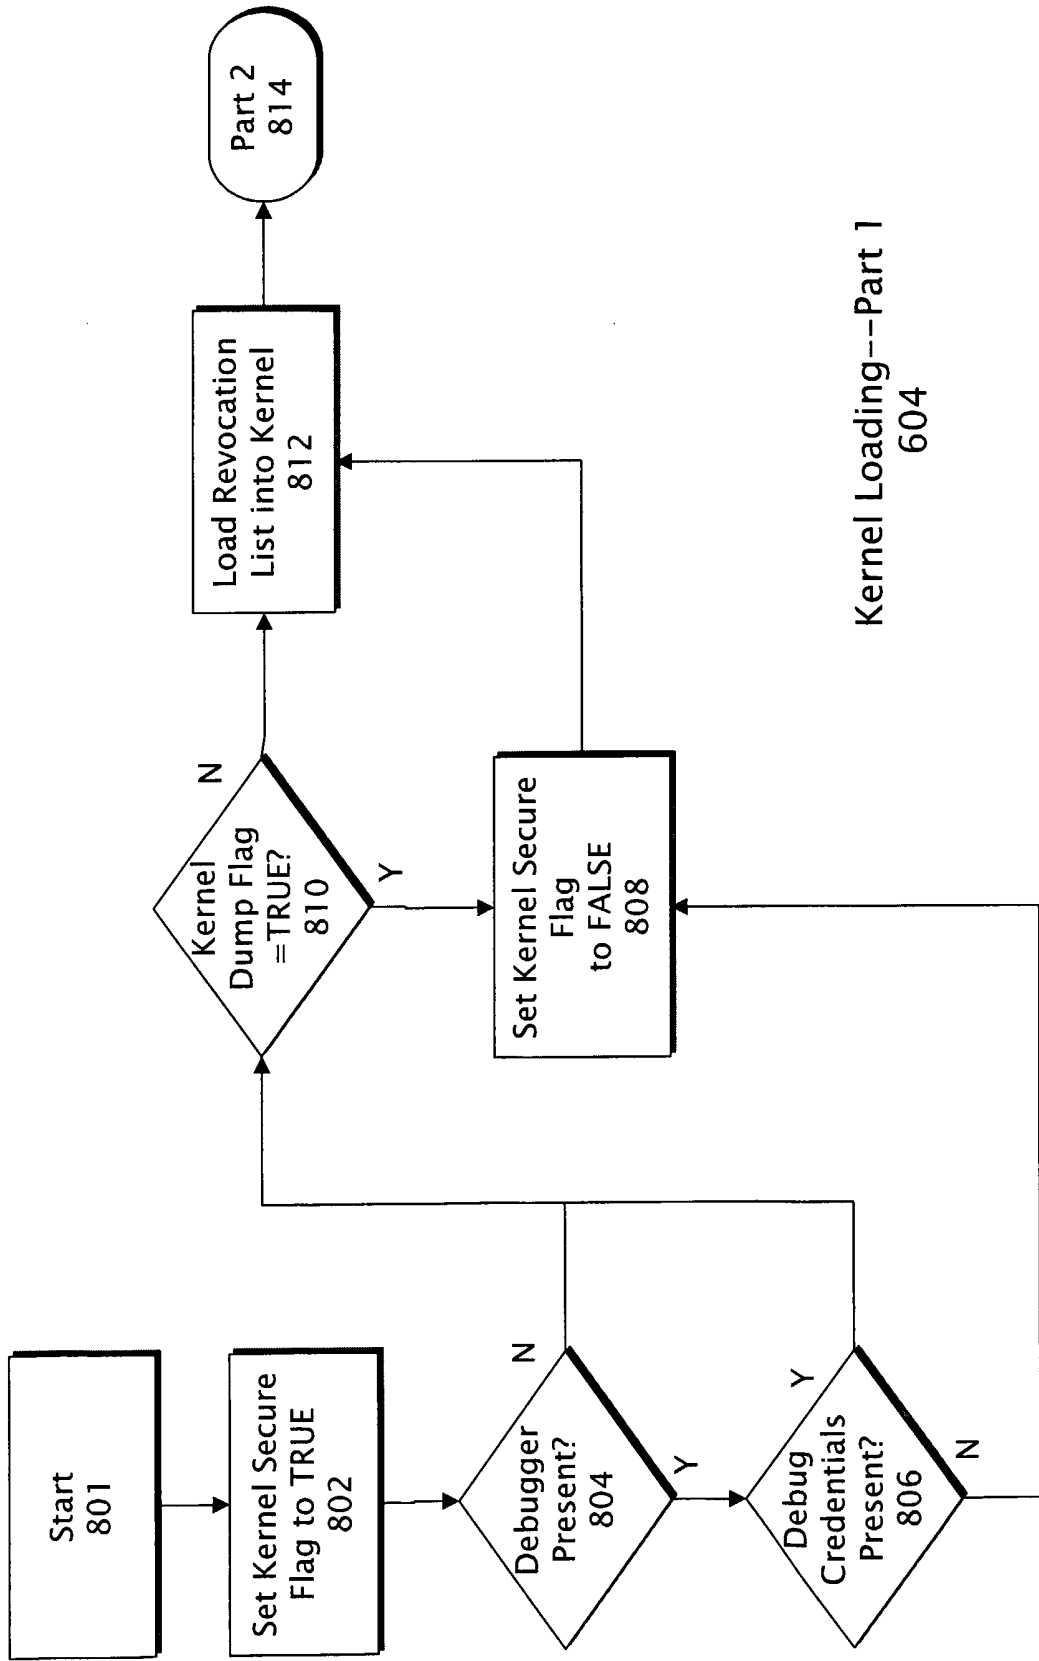 Start
801
Set Kernel Secure
Flag to TRUE
802
Debugger
Present?
804
N
Y
Debug
Credentials
Present?
806
Y
N
Kernel
Dump Flag
=TRUE?
810
N
Y
Set Kernel Secure
Flag
to FALSE
808
Load Revocation
List into Kernel
812
Part 2
814
Kernel Loading--Part 1
604